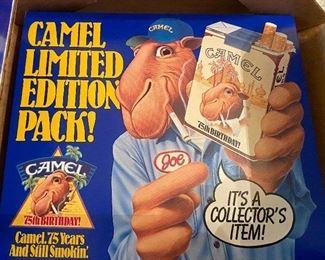 CAMEL
LIMITED
EDITION
PACK!
CAMEL
CAMEL
75th BIRTHDAY!
Joe
CAMEL
75th BIRTHDAY!
Camel. 75 Years
And Still Smokin'.
IT'S A
COLLECTOR'S
ITEM!